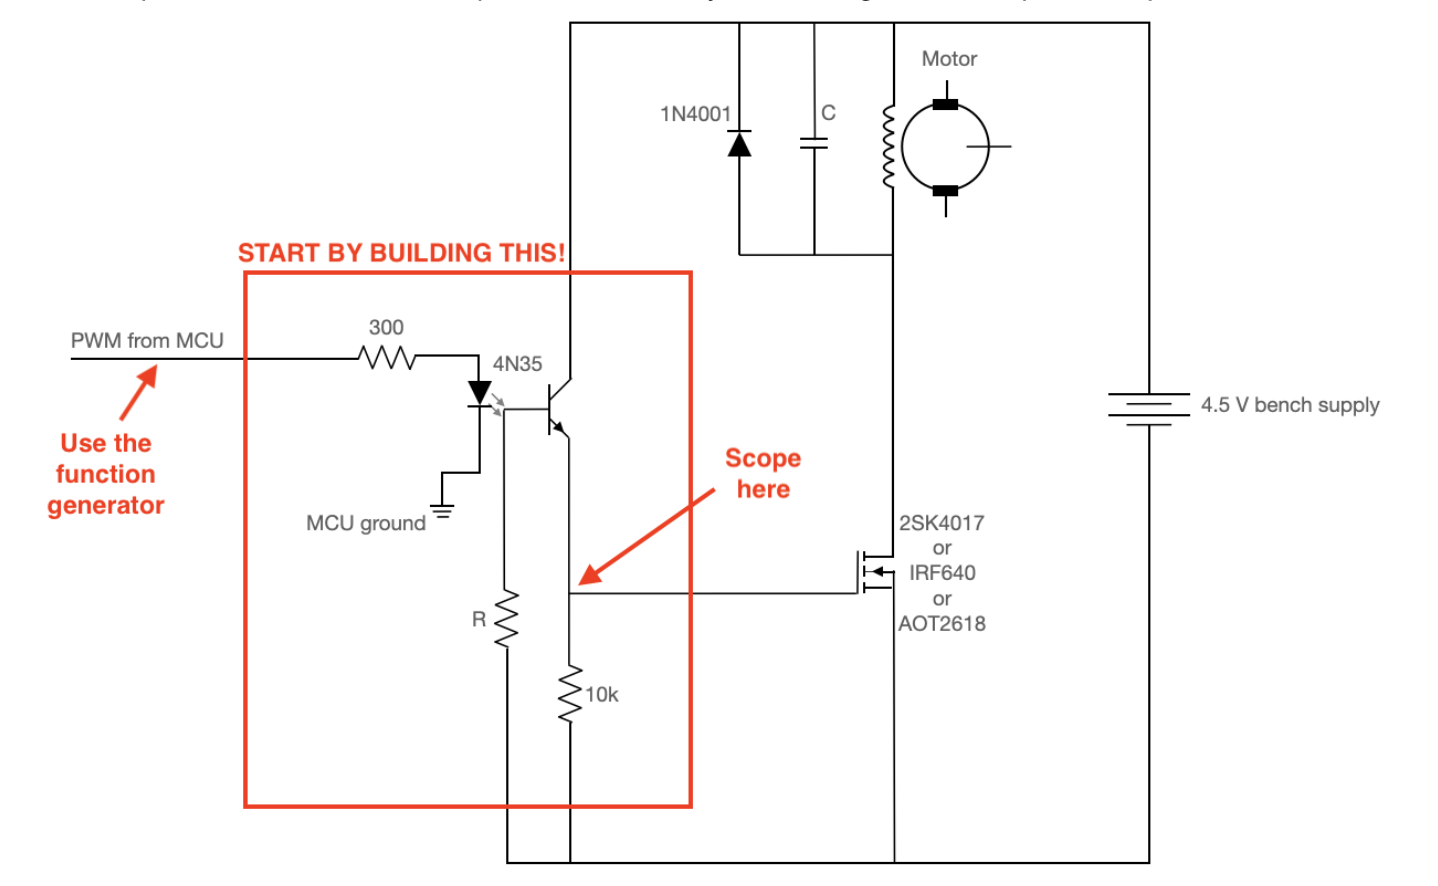 Motor
1N4001
C
START BY BUILDING THIS!
300
PWM from MCU
4N35
4.5 V bench supply
Use the
function
generator
Scope
here
MCU ground
2SK4017
or
IRF640
or
AOT2618
R
10k